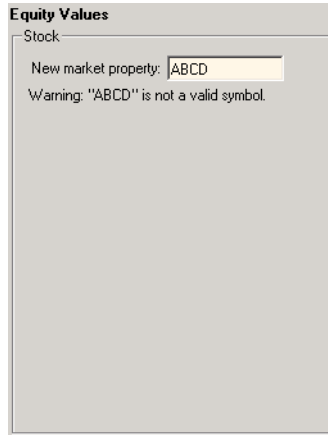 Equity Values
Stock
New market property: ABCD
Warning: "ABCD" is not a valid symbol.